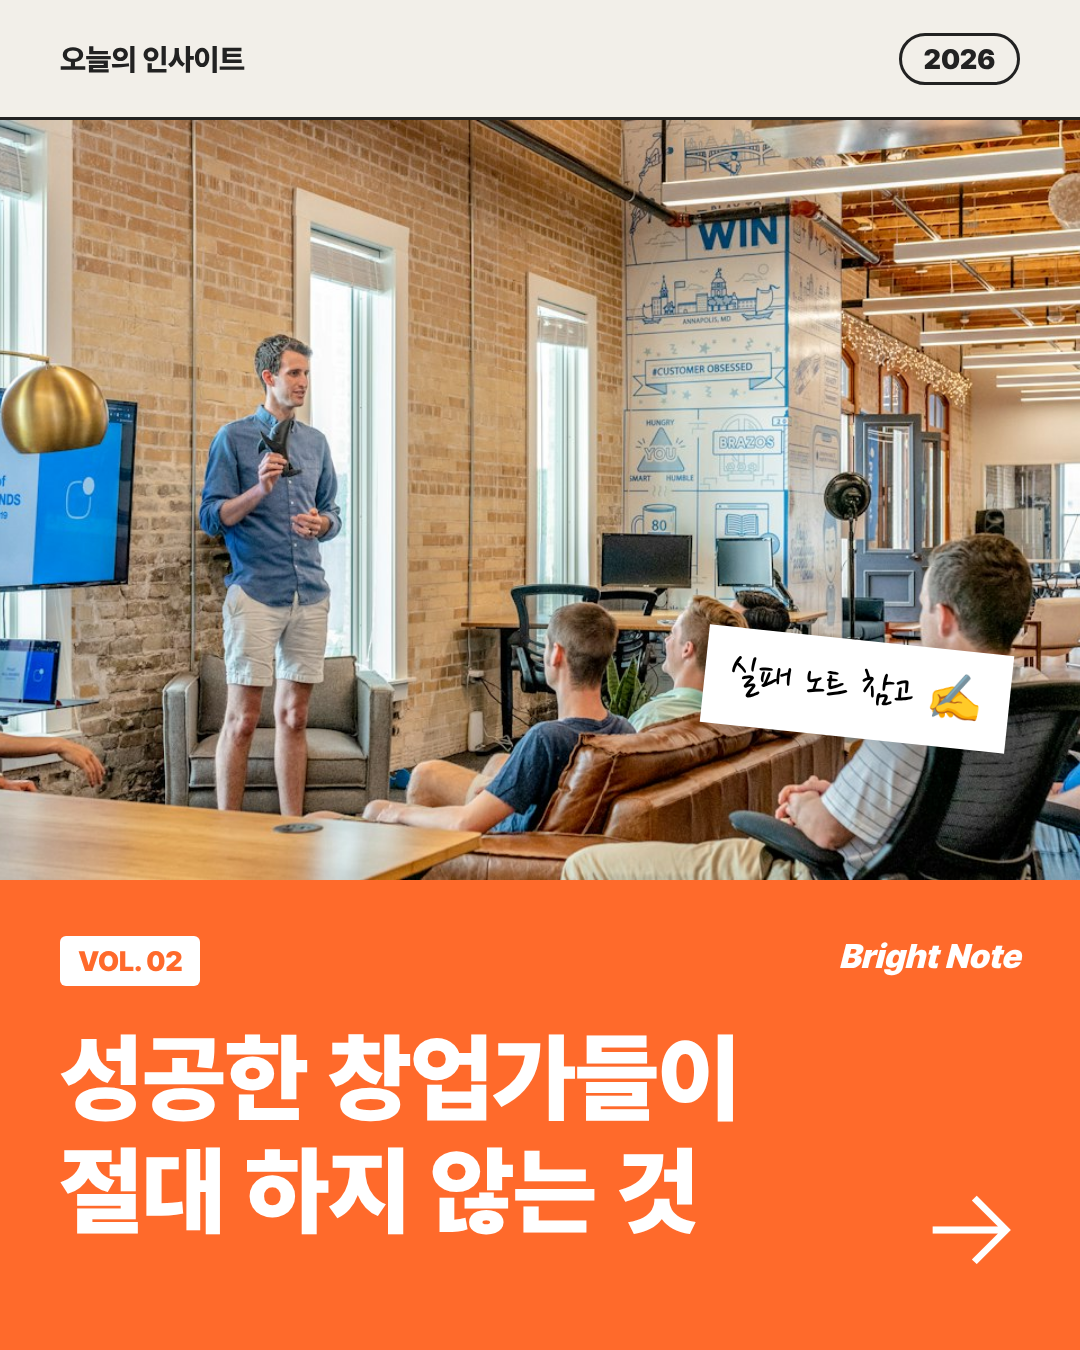 오늘의 인사이트
2026
WIN
ANNAPOLIS, MD
#CUSTOMER OBSESSED
HUNGRY
YOU
HUMBLE
BRAZOS
80
실패 노트 참고 ✍️
VOL. 02
Bright Note
성공한 창업가들이
절대 하지 않는 것